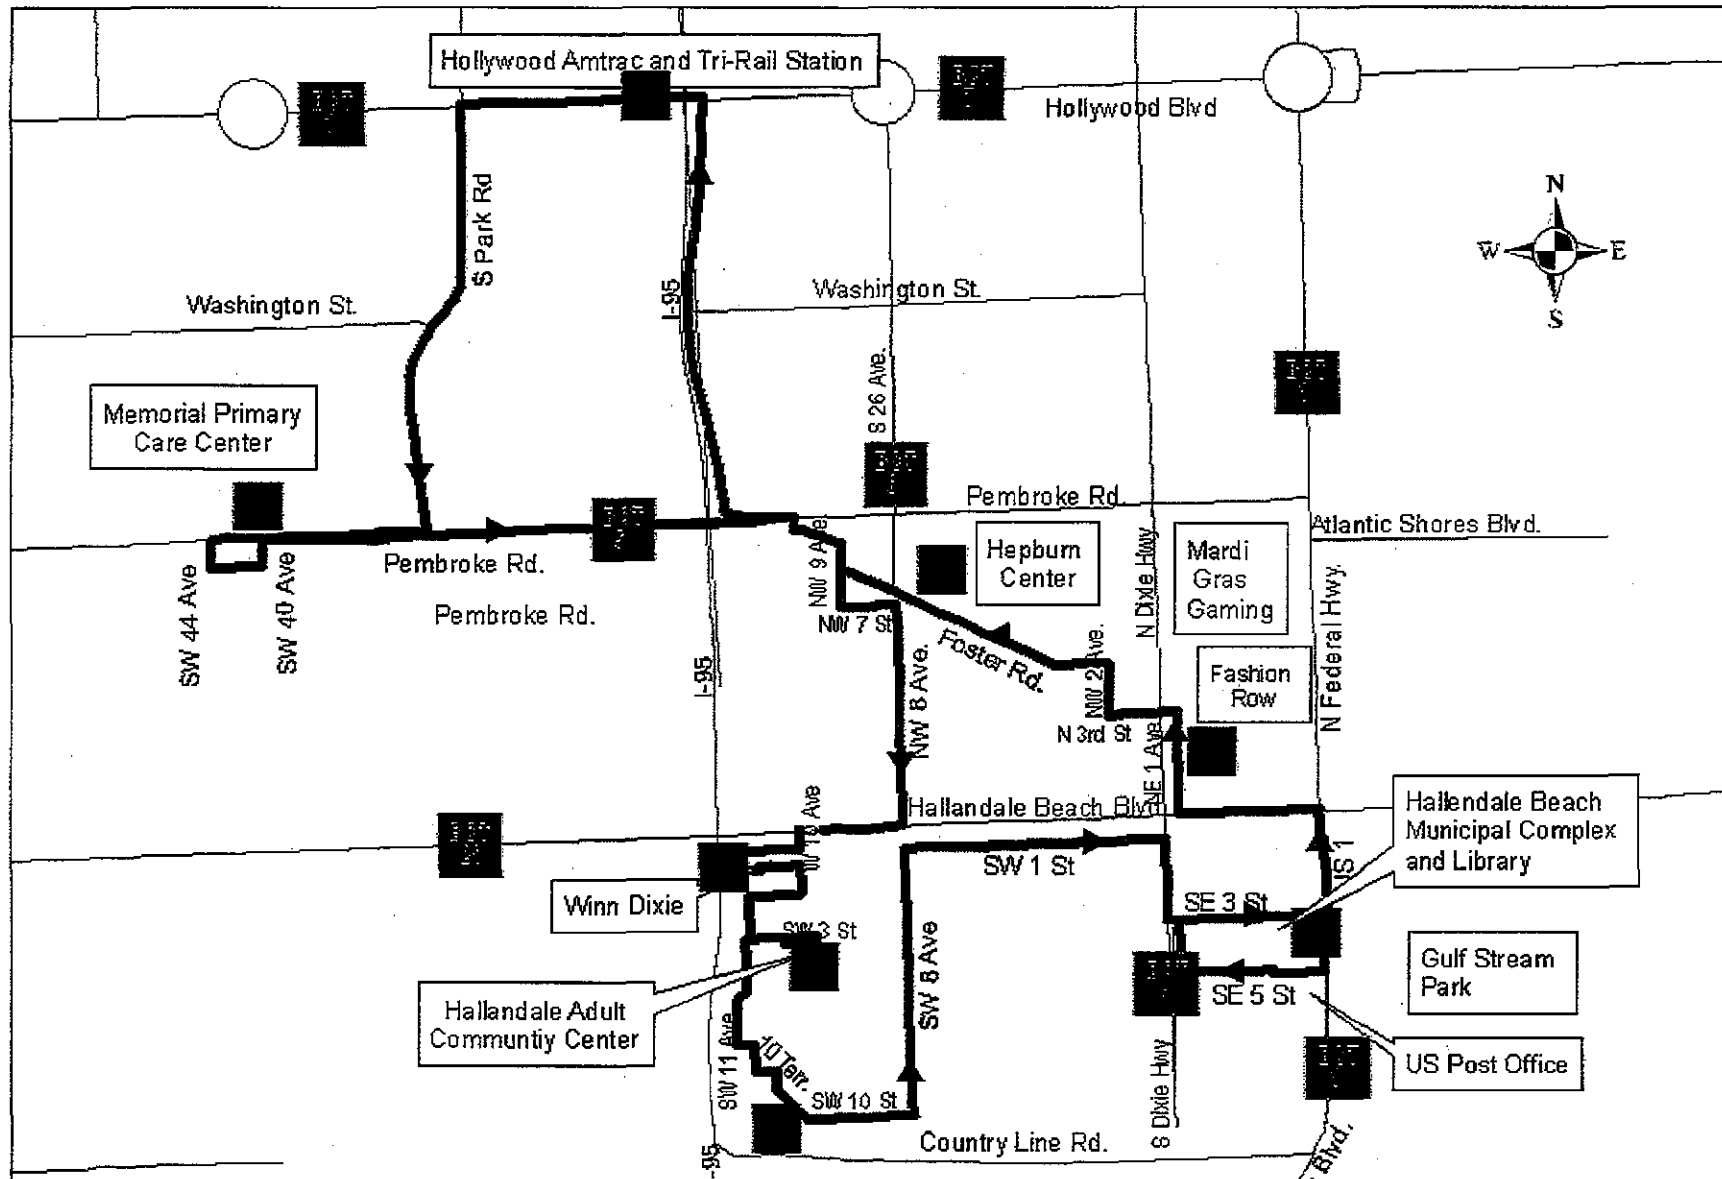 Hollywood Amtrac and Tri-Rail Station
Hollywood Blvd
N
W
E
S
S Park Rd
Washington St.
I-95
Washington St.
S 26 Ave.
Memorial Primary
Care Center
Pembroke Rd.
Atlantic Shores Blvd.
Pembroke Rd.
Pembroke Rd.
SW 44 Ave
SW 40 Ave
NW 9 Ave.
NW 7 St
Hepburn
Center
N Dixie Hwy
Mardi
Gras
Gaming
Foster Rd.
NW 2 Ave.
Fashion
Row
N Federal Hwy.
I-95
NW 8 Ave.
N 3rd St
NE 1 Ave
Hallandale Beach Blvd
Hallendale Beach
Municipal Complex
and Library
SW 1 St
Winn Dixie
SE 3 St
SW 3 St
SW 8 Ave
Gulf Stream
Park
SE 5 St
Hallandale Adult
Communtiy Center
SW 11 Ave
10 Terr.
SW 10 St
S Dixie Hwy
US Post Office
Country Line Rd.
I-95
Blvd.